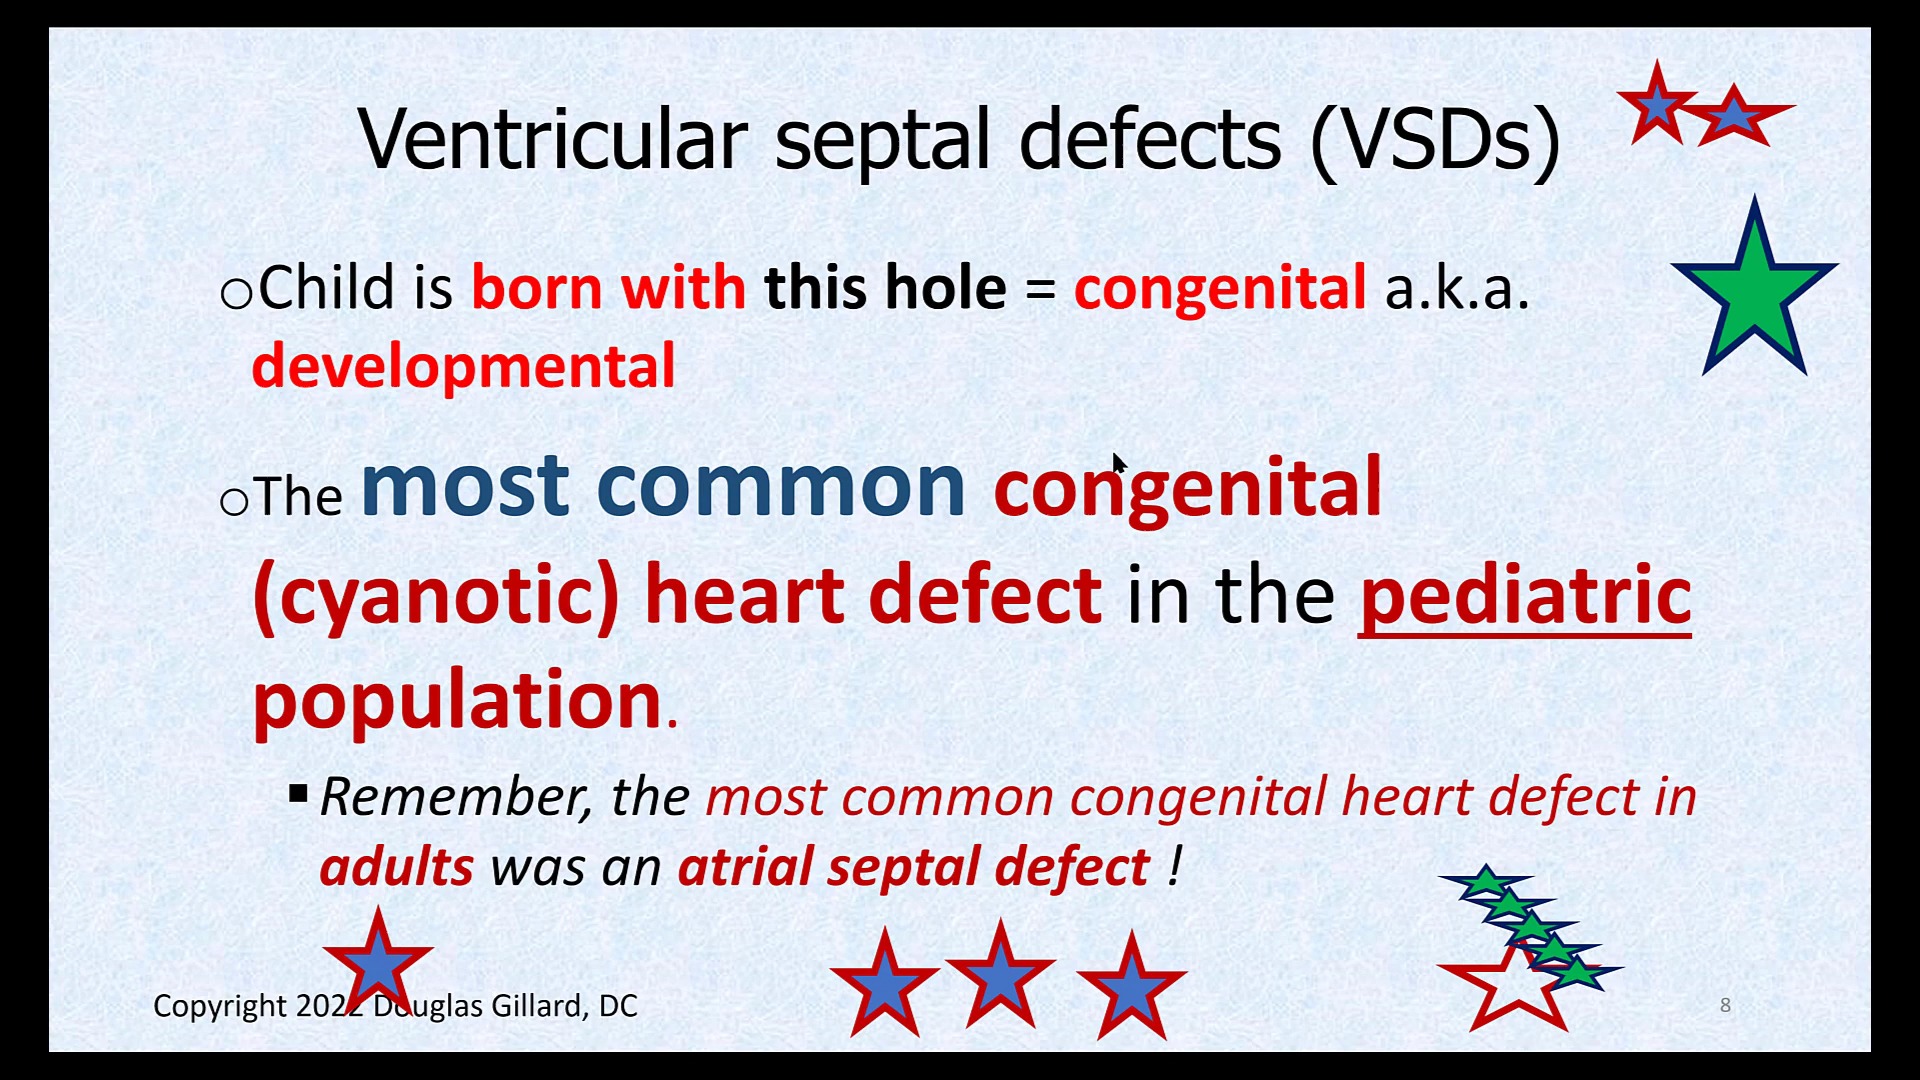 Ventricular septal defects (VSDs)
oChild is born with this hole = congenital a.k.a.
developmental
oThe most common congenital
(cyanotic) heart defect in the pediatric
population.
▪Remember, the most common congenital heart defect in
adults was an atrial septal defect !
Copyright 2022 Douglas Gillard, DC
8